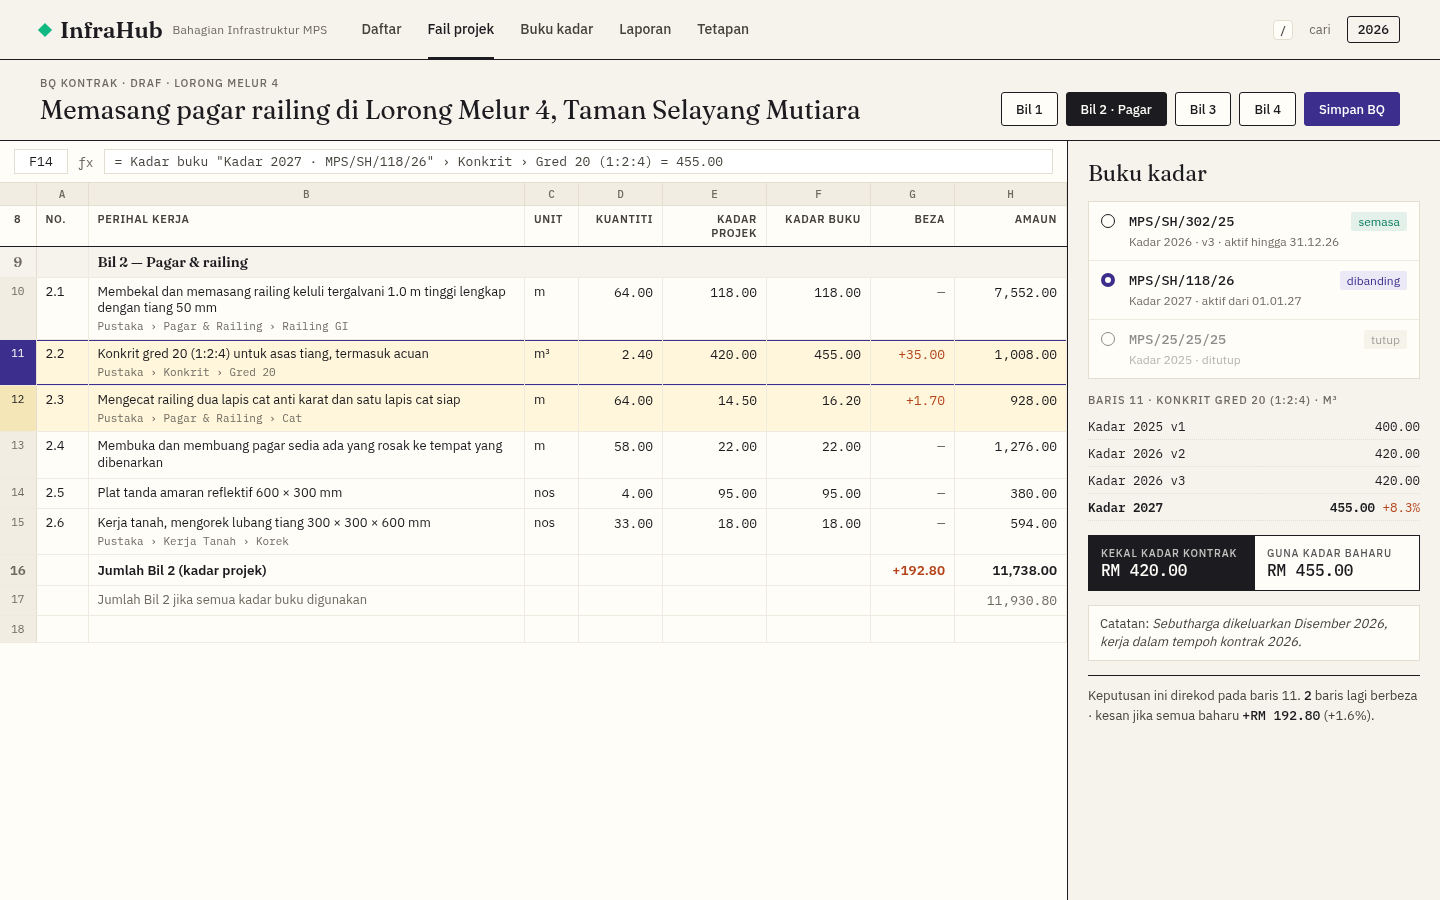 InfraHub Bahagian Infrastruktur MPS Daftar Fail projek Buku kadar Laporan Tetapan / cari 2026
BQ KONTRAK · DRAF · LORONG MELUR 4
Memasang pagar railing di Lorong Melur 4, Taman Selayang Mutiara
Bil 1 Bil 2 · Pagar Bil 3 Bil 4 Simpan BQ
F14 ƒx = Kadar buku "Kadar 2027 · MPS/SH/118/26" › Konkrit › Gred 20 (1:2:4) = 455.00
A B C D E F G H
8 NO. PERIHAL KERJA UNIT KUANTITI KADAR PROJEK KADAR BUKU BEZA AMAUN
9 Bil 2 — Pagar & railing
10 2.1 Membekal dan memasang railing keluli tergalvani 1.0 m tinggi lengkap m 64.00 118.00 118.00 — 7,552.00
dengan tiang 50 mm
Pustaka › Pagar & Railing › Railing GI
11 2.2 Konkrit gred 20 (1:2:4) untuk asas tiang, termasuk acuan m³ 2.40 420.00 455.00 +35.00 1,008.00
Pustaka › Konkrit › Gred 20
12 2.3 Mengecat railing dua lapis cat anti karat dan satu lapis cat siap m 64.00 14.50 16.20 +1.70 928.00
Pustaka › Pagar & Railing › Cat
13 2.4 Membuka dan membuang pagar sedia ada yang rosak ke tempat yang m 58.00 22.00 22.00 — 1,276.00
dibenarkan
14 2.5 Plat tanda amaran reflektif 600 × 300 mm nos 4.00 95.00 95.00 — 380.00
15 2.6 Kerja tanah, mengorek lubang tiang 300 × 300 × 600 mm nos 33.00 18.00 18.00 — 594.00
Pustaka › Kerja Tanah › Korek
16 Jumlah Bil 2 (kadar projek) +192.80 11,738.00
17 Jumlah Bil 2 jika semua kadar buku digunakan 11,930.80
18
Buku kadar
MPS/SH/302/25 semasa
Kadar 2026 · v3 · aktif hingga 31.12.26
MPS/SH/118/26 dibanding
Kadar 2027 · aktif dari 01.01.27
MPS/25/25/25 tutup
Kadar 2025 · ditutup
BARIS 11 · KONKRIT GRED 20 (1:2:4) · M³
Kadar 2025 v1 400.00
Kadar 2026 v2 420.00
Kadar 2026 v3 420.00
Kadar 2027 455.00 +8.3%
KEKAL KADAR KONTRAK GUNA KADAR BAHARU
RM 420.00 RM 455.00
Catatan: Sebutharga dikeluarkan Disember 2026,
kerja dalam tempoh kontrak 2026.
Keputusan ini direkod pada baris 11. 2 baris lagi berbeza
· kesan jika semua baharu +RM 192.80 (+1.6%).